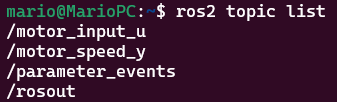 mario@MarioPC:~$ ros2 topic list
/motor_input_u
/motor_speed_y
/parameter_events
/rosout